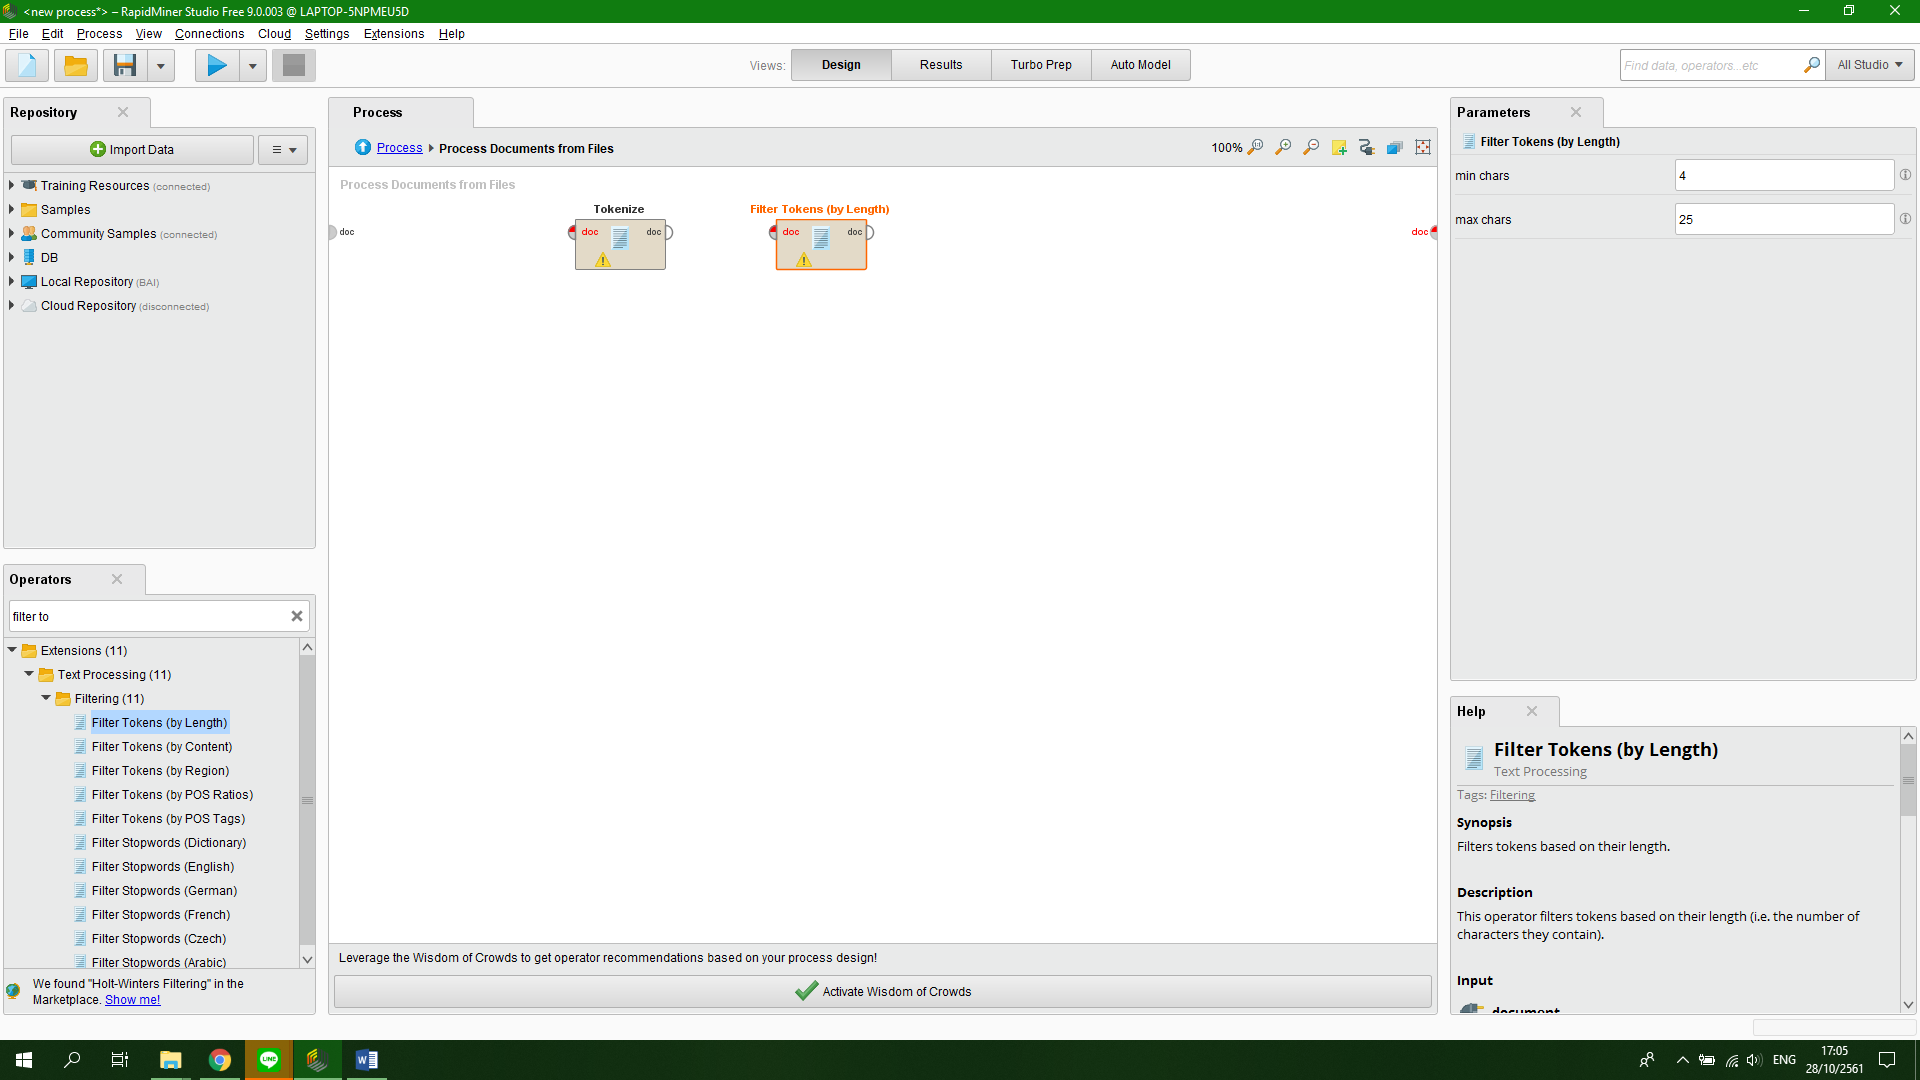 <new process*> – RapidMiner Studio Free 9.0.003 @ LAPTOP-5NPMEU5D
File Edit Process View Connections Cloud Settings Extensions Help
Views: Design Results Turbo Prep Auto Model
Find data, operators...etc
All Studio
Repository
Import Data
Training Resources (connected)
Samples
Community Samples (connected)
DB
Local Repository (BAI)
Cloud Repository (disconnected)
Operators
filter to
Extensions (11)
Text Processing (11)
Filtering (11)
Filter Tokens (by Length)
Filter Tokens (by Content)
Filter Tokens (by Region)
Filter Tokens (by POS Ratios)
Filter Tokens (by POS Tags)
Filter Stopwords (Dictionary)
Filter Stopwords (English)
Filter Stopwords (German)
Filter Stopwords (French)
Filter Stopwords (Czech)
Filter Stopwords (Arabic)
We found "Holt-Winters Filtering" in the
Marketplace. Show me!
Process
Process Process Documents from Files
100%
Process Documents from Files
Tokenize
Filter Tokens (by Length)
doc
doc doc
doc doc
doc
Leverage the Wisdom of Crowds to get operator recommendations based on your process design!
Activate Wisdom of Crowds
Parameters
Filter Tokens (by Length)
min chars 4
max chars 25
Help
Filter Tokens (by Length)
Text Processing
Tags: Filtering
Synopsis
Filters tokens based on their length.
Description
This operator filters tokens based on their length (i.e. the number of
characters they contain).
Input
document
ENG
17:05
28/10/2561